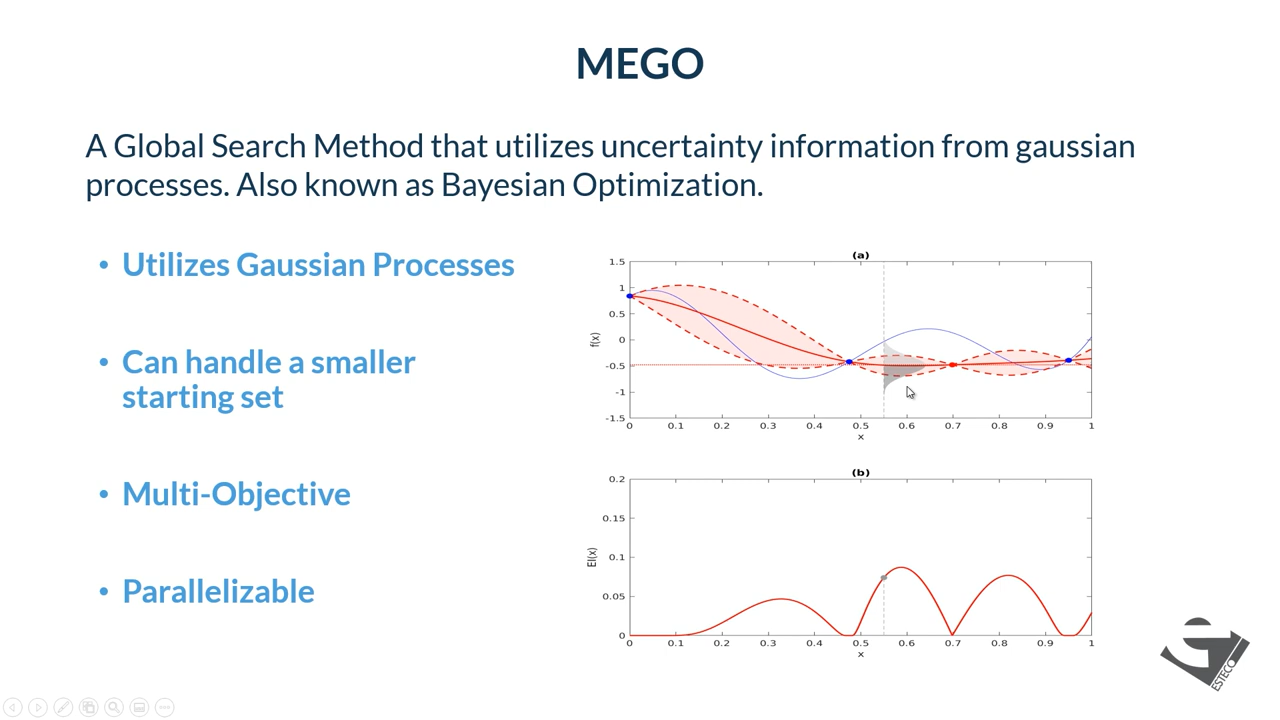 MEGO
A Global Search Method that utilizes uncertainty information from gaussian
processes. Also known as Bayesian Optimization.
• Utilizes Gaussian Processes
• Can handle a smaller
starting set
• Multi-Objective
• Parallelizable
(a)
1.5
1
0.5
0
-0.5
-1
-1.5
f(x)
0 0.1 0.2 0.3 0.4 0.5 0.6 0.7 0.8 0.9 1
x
(b)
0.2
0.15
0.1
0.05
0
EI(x)
0 0.1 0.2 0.3 0.4 0.5 0.6 0.7 0.8 0.9 1
x
ESTECO